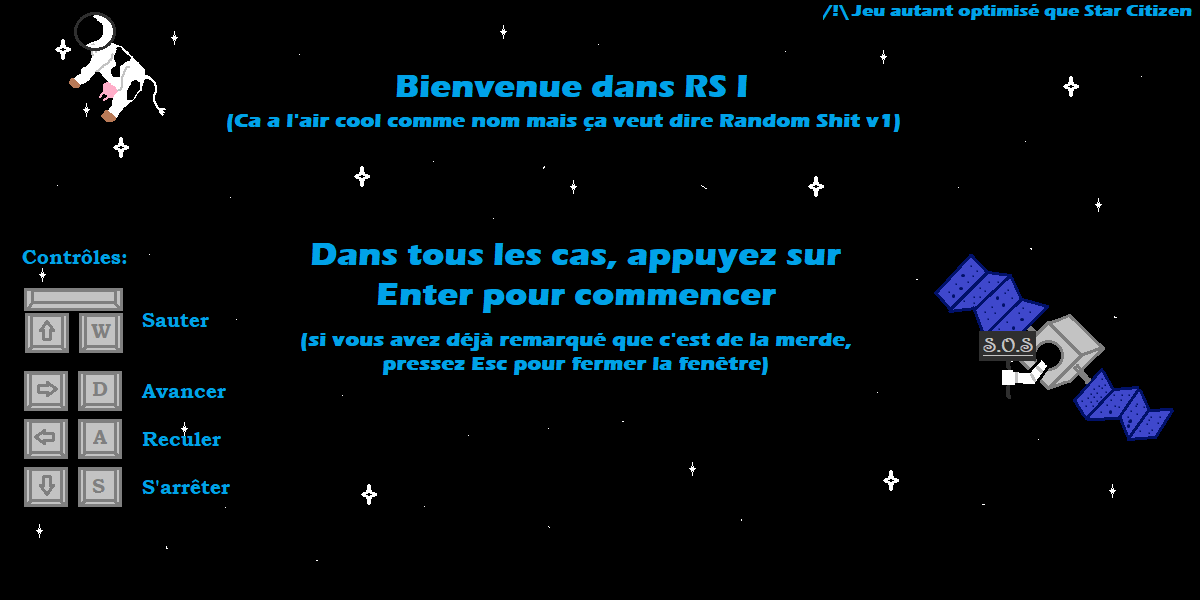 /!\ Jeu autant optimisé que Star Citizen
Bienvenue dans RS I
(Ca a l'air cool comme nom mais ça veut dire Random Shit v1)
Dans tous les cas, appuyez sur
Enter pour commencer
(si vous avez déjà remarqué que c'est de la merde,
pressez Esc pour fermer la fenêtre)
Contrôles:
W
Sauter
D
Avancer
A
Reculer
S
S'arrêter
S.O.S